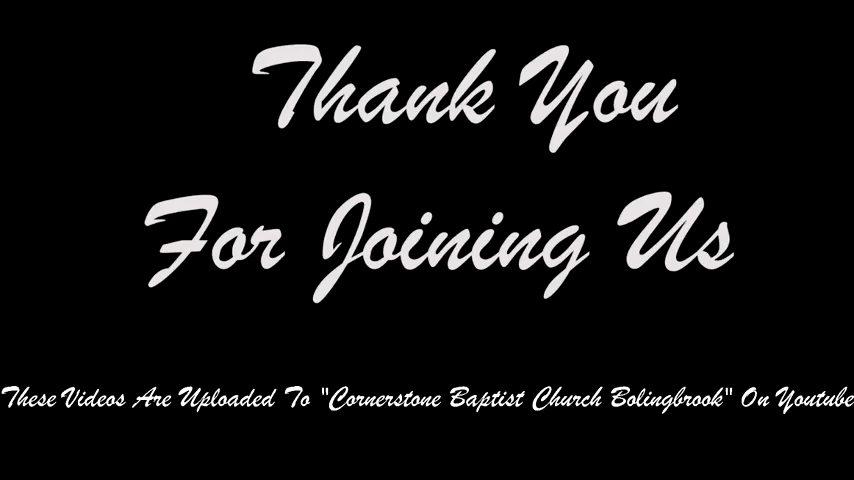 Thank You
For Joining Us
These Videos Are Uploaded To "Cornerstone Baptist Church Bolingbrook" On Youtube